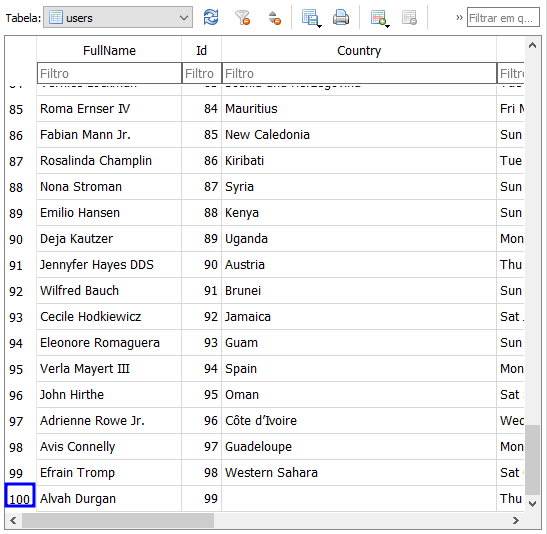 Tabela: users Filtrar em q...
FullName Id Country
Filtro Filtro Filtro Filtro
85 Roma Ernser IV 84 Mauritius Fri M
86 Fabian Mann Jr. 85 New Caledonia Sun
87 Rosalinda Champlin 86 Kiribati Tue
88 Nona Stroman 87 Syria Sun
89 Emilio Hansen 88 Kenya Sun
90 Deja Kautzer 89 Uganda Mon
91 Jennyfer Hayes DDS 90 Austria Thu
92 Wilfred Bauch 91 Brunei Sun
93 Cecile Hodkiewicz 92 Jamaica Sat
94 Eleonore Romaguera 93 Guam Sun
95 Verla Mayert III 94 Spain Mon
96 John Hirthe 95 Oman Sat
97 Adrienne Rowe Jr. 96 Côte d’Ivoire Wed
98 Avis Connelly 97 Guadeloupe Mon
99 Efrain Tromp 98 Western Sahara Sat
100 Alvah Durgan 99 Thu